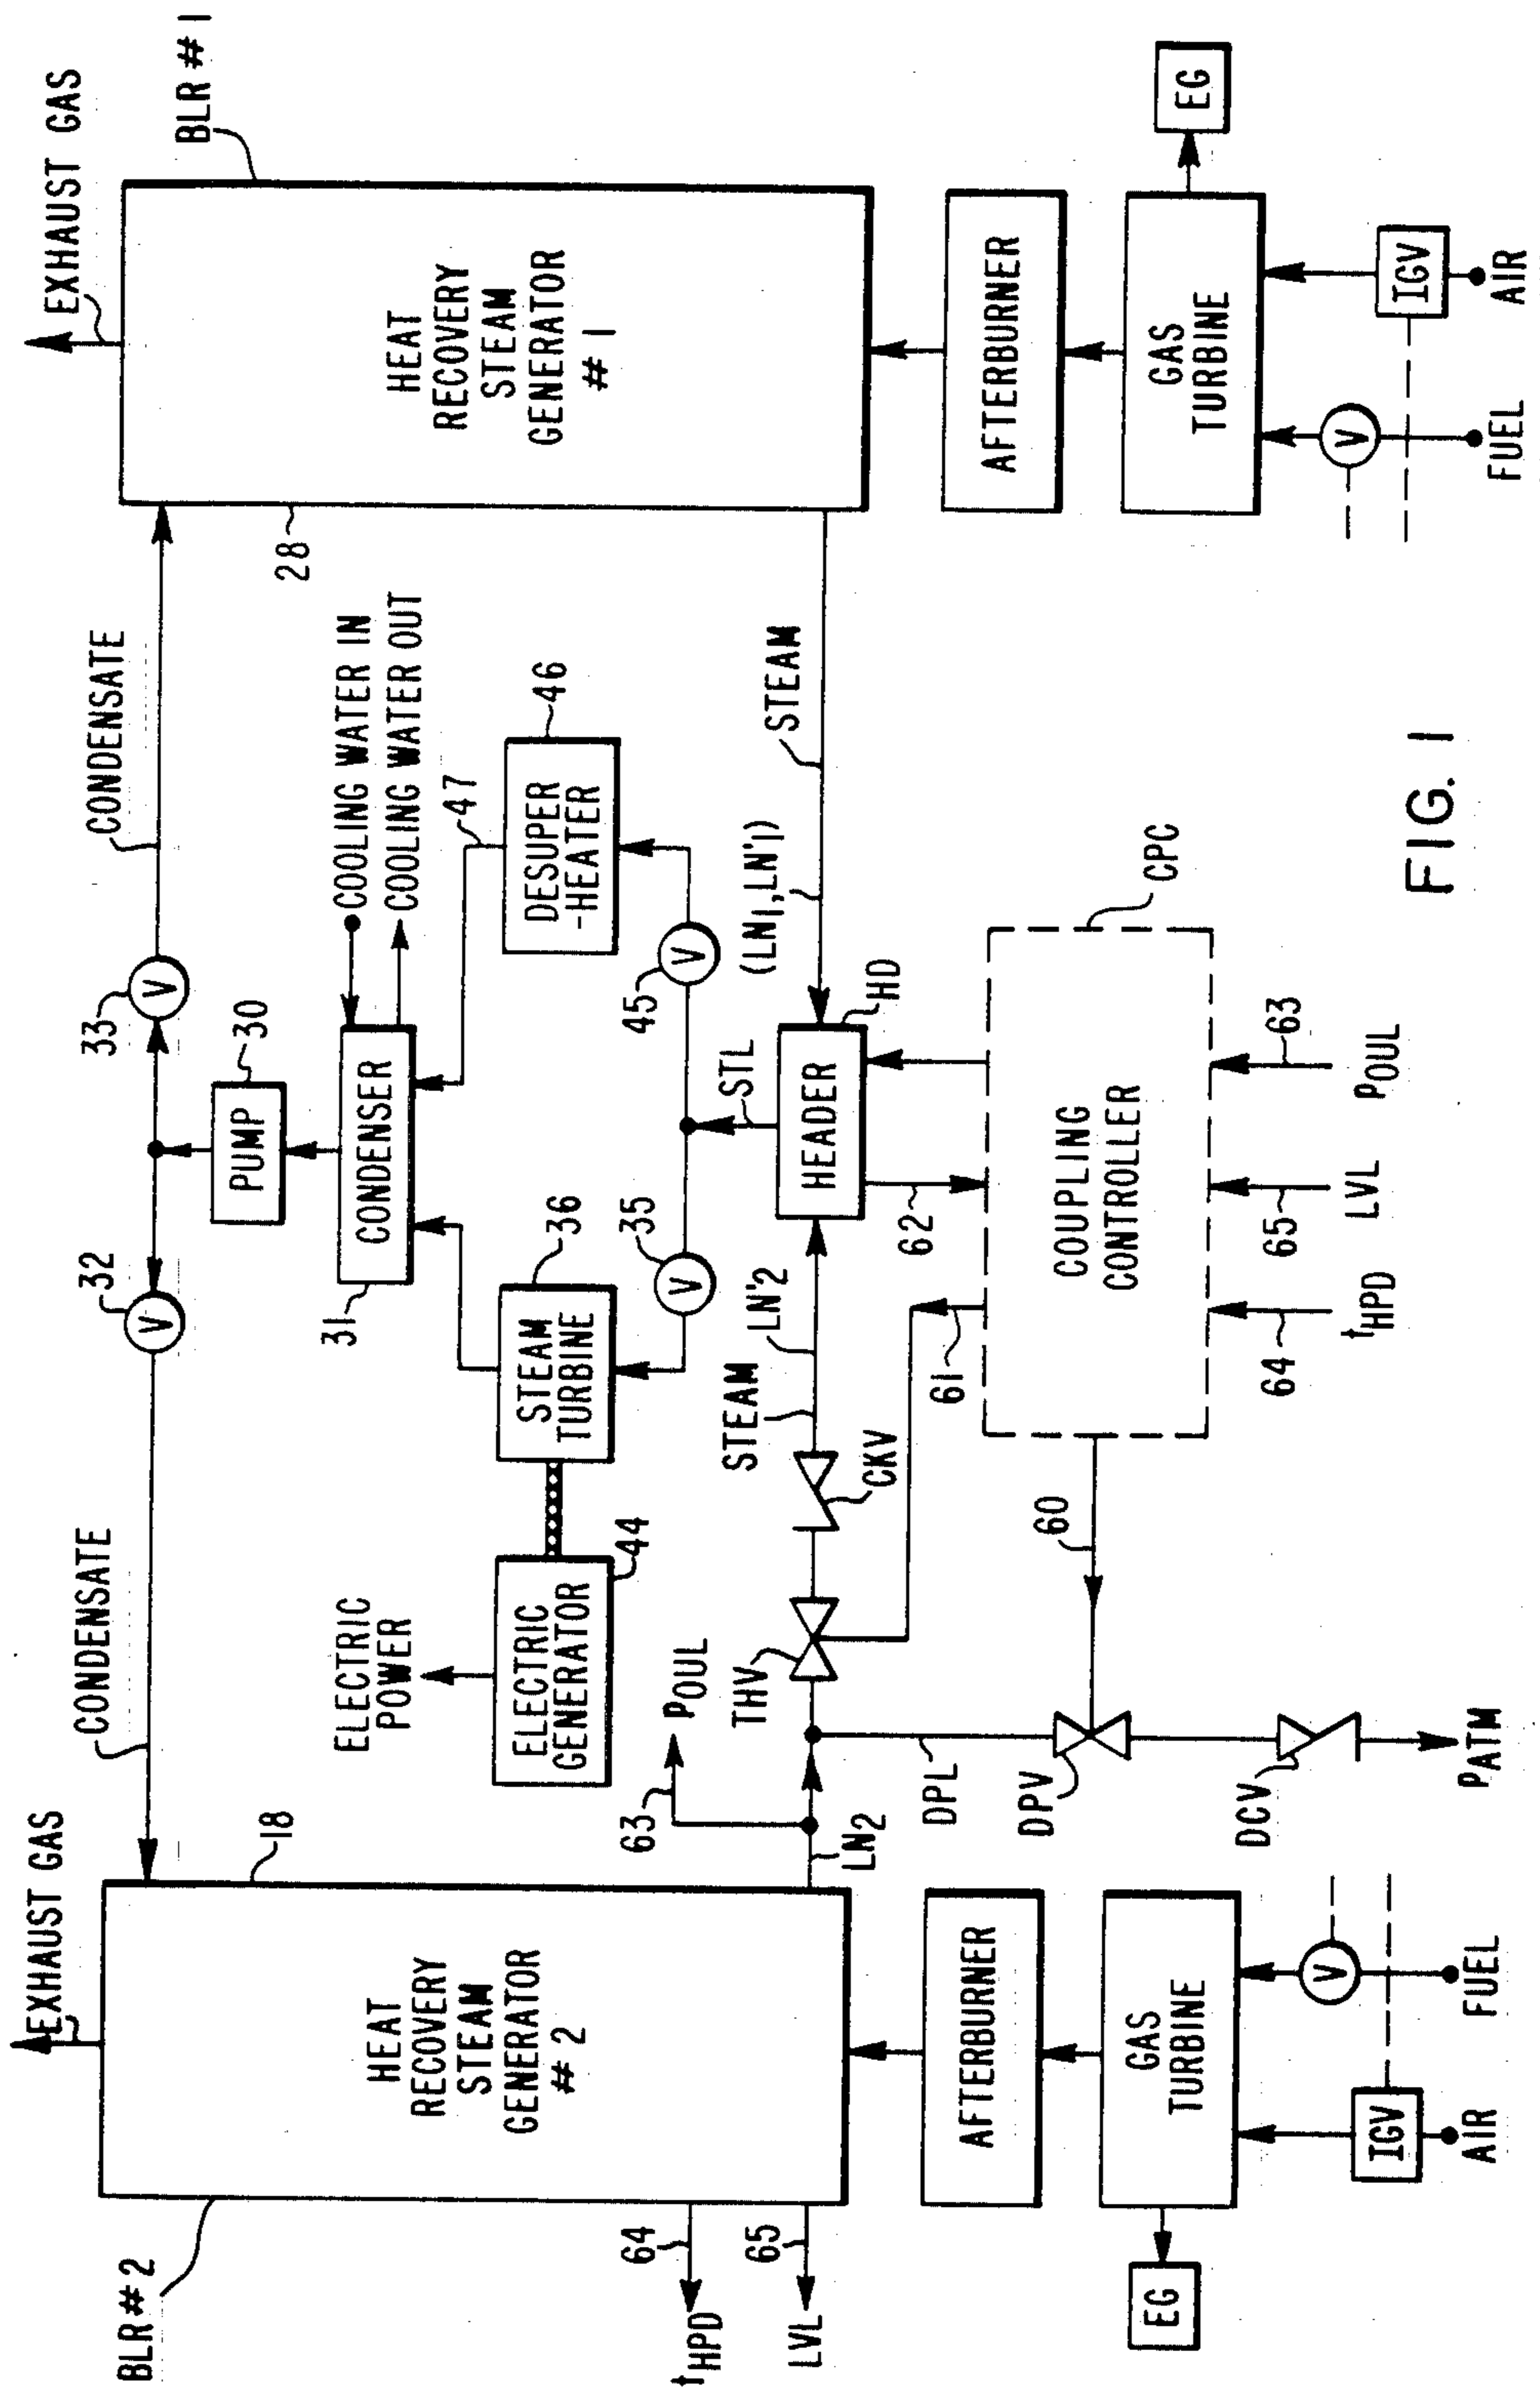 EXHAUST GAS
EXHAUST GAS
BLR # 2
BLR # 1
CONDENSATE
CONDENSATE
32
33
18
28
PUMP
30
HEAT
RECOVERY
STEAM
GENERATOR
# 2
HEAT
RECOVERY
STEAM
GENERATOR
# 1
31
CONDENSER
COOLING WATER IN
COOLING WATER OUT
V
V
ELECTRIC
POWER
ELECTRIC
GENERATOR
44
STEAM
TURBINE
36
47
DESUPER
-HEATER
46
35
V
45
V
64
tHPD
65
LVL
63
POUL
LN2
THV
STEAM
LN'2
CKV
STL
HEADER
HD
(LN1, LN'1)
STEAM
62
61
DPL
DPV
60
DCV
PATM
COUPLING
CONTROLLER
CPC
64
tHPD
65
LVL
63
POUL
AFTERBURNER
AFTERBURNER
GAS
TURBINE
GAS
TURBINE
EG
EG
IGV
AIR
V
FUEL
V
FUEL
IGV
AIR
FIG. 1